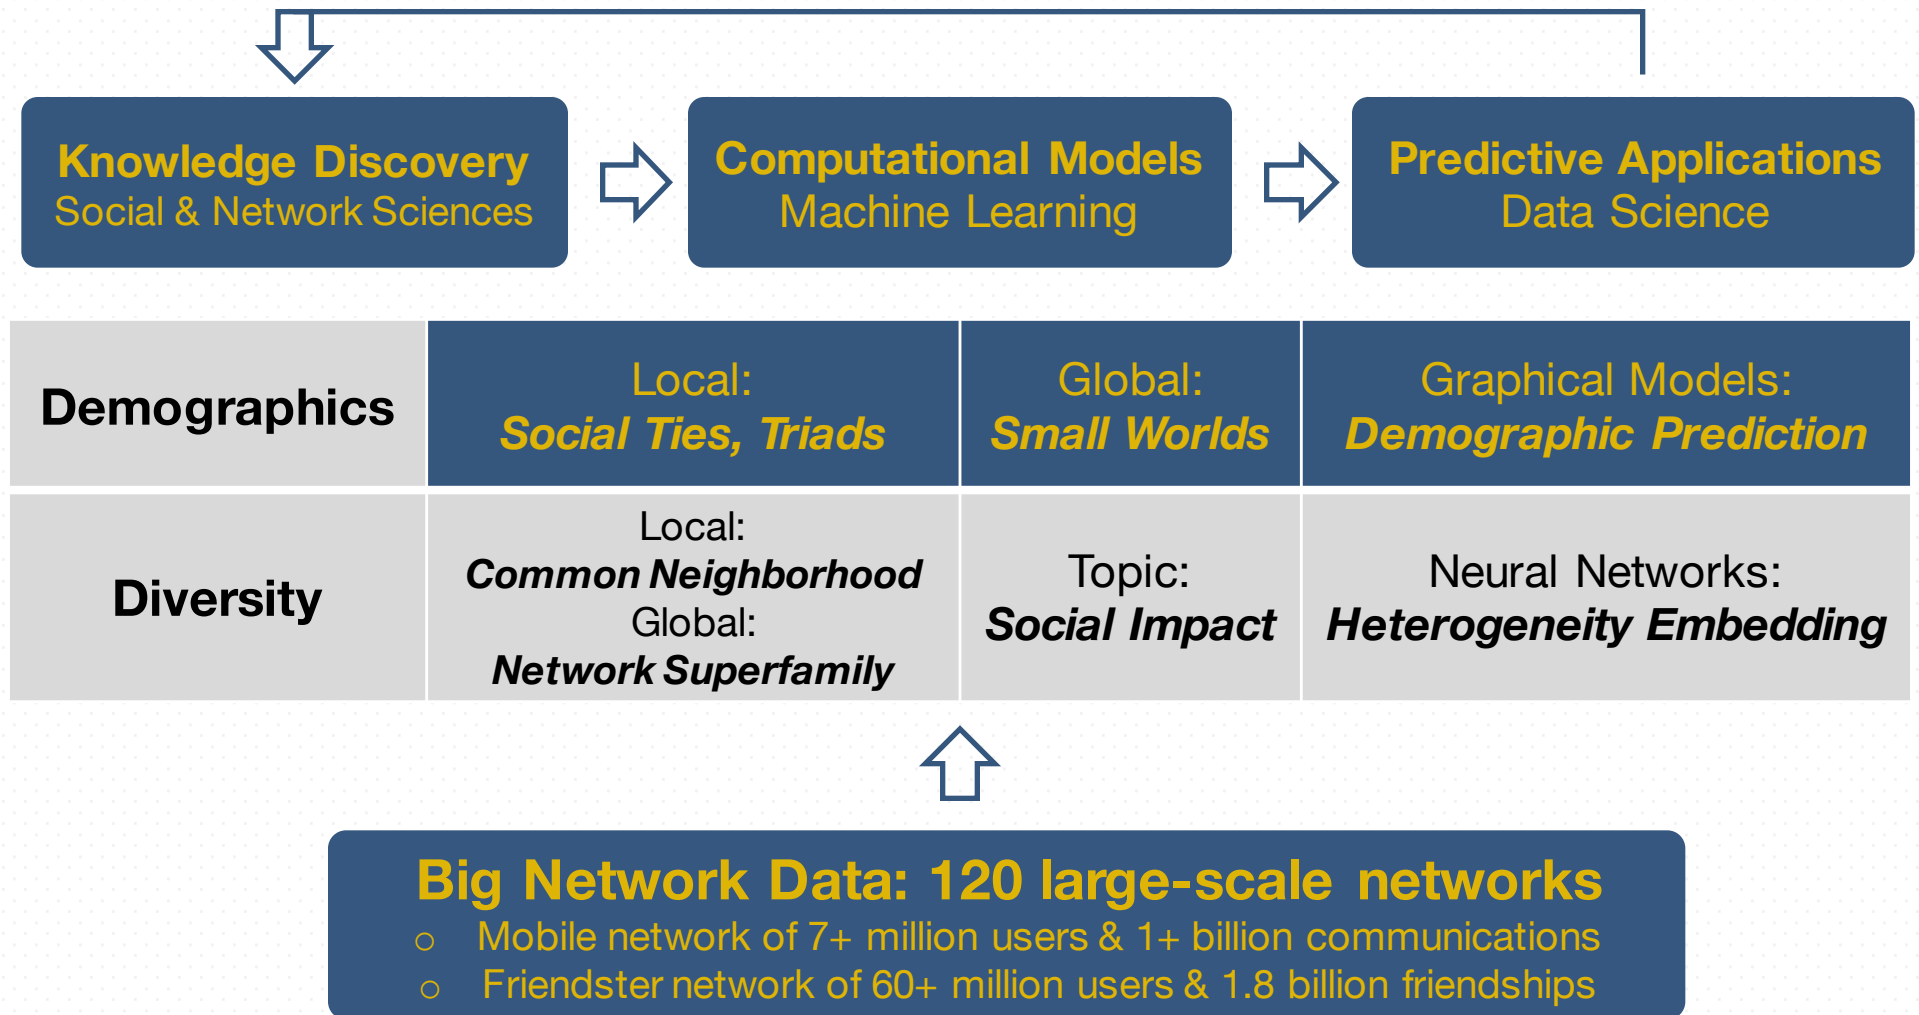 Knowledge Discovery
Social & Network Sciences
Computational Models
Machine Learning
Predictive Applications
Data Science
Demographics
Local:
Social Ties, Triads
Global:
Small Worlds
Graphical Models:
Demographic Prediction
Diversity
Local:
Common Neighborhood
Global:
Network Superfamily
Topic:
Social Impact
Neural Networks:
Heterogeneity Embedding
Big Network Data: 120 large-scale networks
○ Mobile network of 7+ million users & 1+ billion communications
○ Friendster network of 60+ million users & 1.8 billion friendships